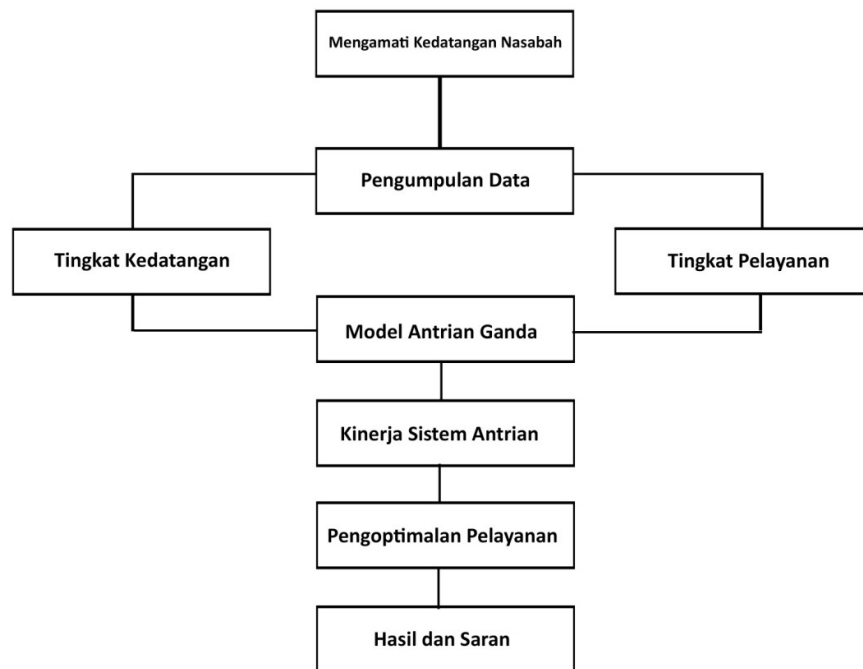 Mengamati Kedatangan Nasabah
Pengumpulan Data
Tingkat Kedatangan
Tingkat Pelayanan
Model Antrian Ganda
Kinerja Sistem Antrian
Pengoptimalan Pelayanan
Hasil dan Saran